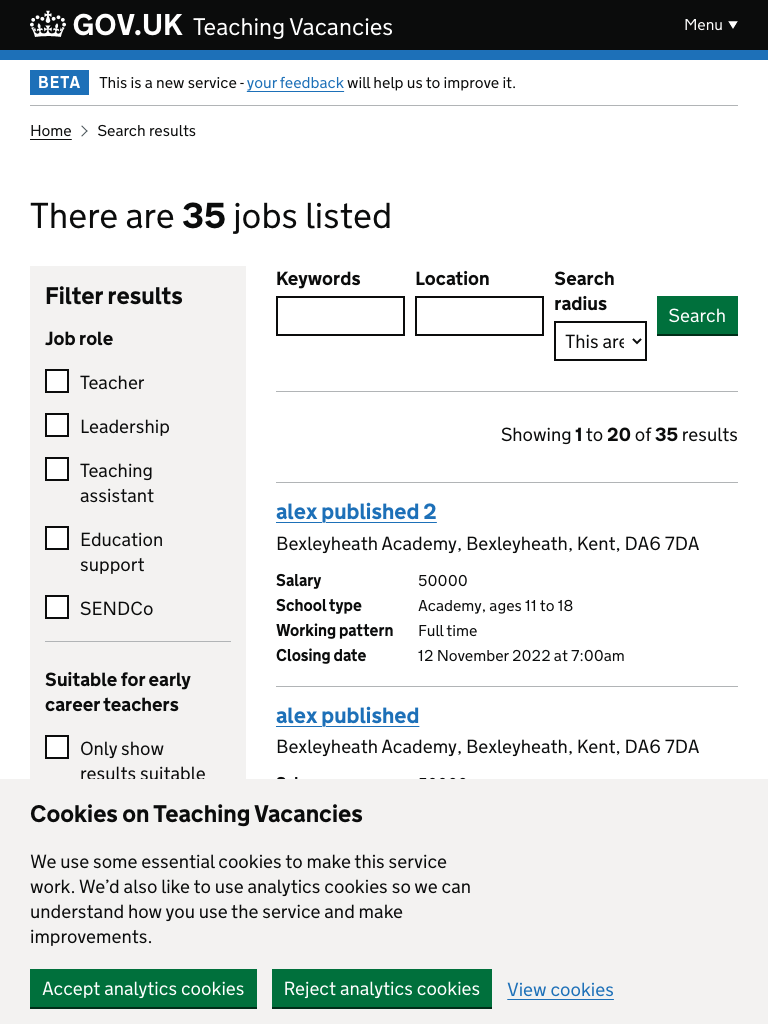 GOV.UK Teaching Vacancies
Menu ▼
BETA This is a new service - your feedback will help us to improve it.
Home > Search results
There are 35 jobs listed
Filter results
Job role
Teacher
Leadership
Teaching
assistant
Education
support
SENDCo
Suitable for early
career teachers
Only show
results suitable
Keywords
Location
Search
radius
This are
Search
Showing 1 to 20 of 35 results
alex published 2
Bexleyheath Academy, Bexleyheath, Kent, DA6 7DA
Salary 50000
School type Academy, ages 11 to 18
Working pattern Full time
Closing date 12 November 2022 at 7:00am
alex published
Bexleyheath Academy, Bexleyheath, Kent, DA6 7DA
Cookies on Teaching Vacancies
We use some essential cookies to make this service
work. We’d also like to use analytics cookies so we can
understand how you use the service and make
improvements.
Accept analytics cookies
Reject analytics cookies
View cookies